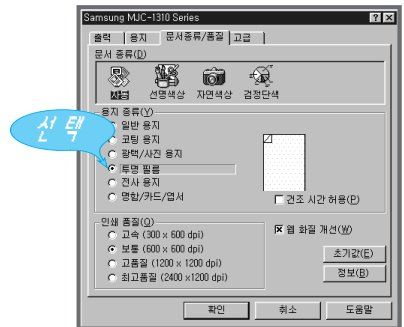 Samsung MJC-1310 Series
출력 용지 문서종류/품질 고급
문서 종류(D)
자동 선명색상 자연색상 검정단색
용지 종류(Y)
일반 용지
코팅 용지
광택/사진 용지
투명 필름
전사 용지
명함/카드/엽서
선택
건조 시간 허용(P)
인쇄 품질(Q)
고속 (300 x 600 dpi)
보통 (600 x 600 dpi)
고품질 (1200 x 1200 dpi)
최고품질 (2400 x1200 dpi)
웹 화질 개선(W)
초기값(E)
정보(B)
확인 취소 도움말